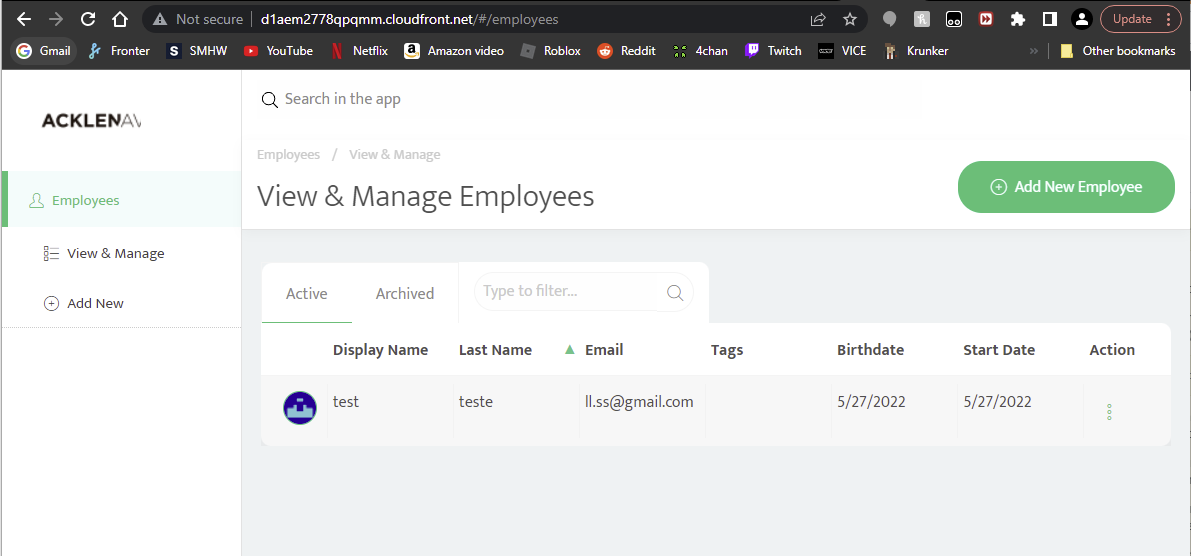 Not secure d1aem2778qpqmm.cloudfront.net/#/employees Update
Gmail Fronter SMHW YouTube Netflix Amazon video Roblox Reddit 4chan Twitch VICE Krunker » Other bookmarks
ACKLENAV
Search in the app
Employees / View & Manage
View & Manage Employees
Add New Employee
Employees
View & Manage
Add New
Active Archived Type to filter...
Display Name Last Name Email Tags Birthdate Start Date Action
test teste ll.ss@gmail.com 5/27/2022 5/27/2022